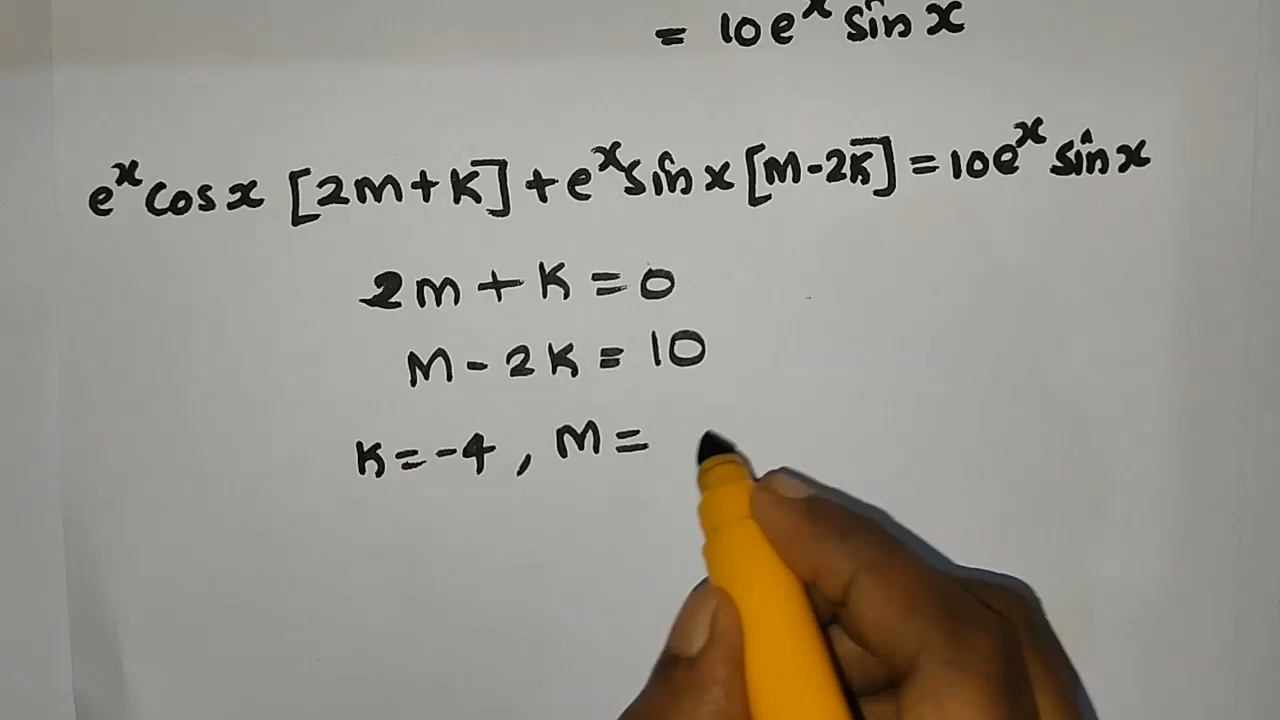 = 10e^x sin x
e^x cos x [2m + K] + e^x sin x [M - 2K] = 10e^x sin x
2m + K = 0
M - 2K = 10
K = -4 , M =